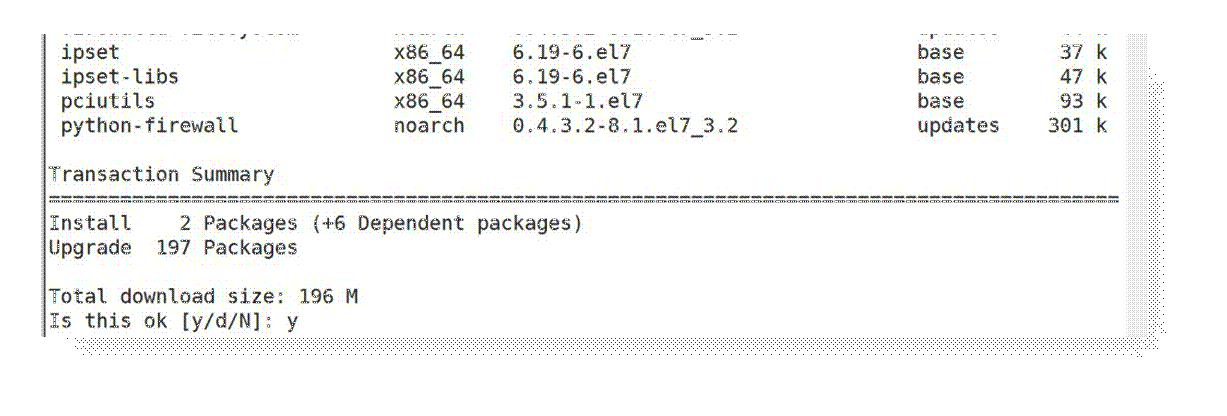 ipset x86_64 6.19-6.el7 base 37 k
ipset-libs x86_64 6.19-6.el7 base 47 k
pciutils x86_64 3.5.1-1.el7 base 93 k
python-firewall noarch 0.4.3.2-8.1.el7_3.2 updates 301 k
Transaction Summary
================================================================================
Install 2 Packages (+6 Dependent packages)
Upgrade 197 Packages
Total download size: 196 M
Is this ok [y/d/N]: y